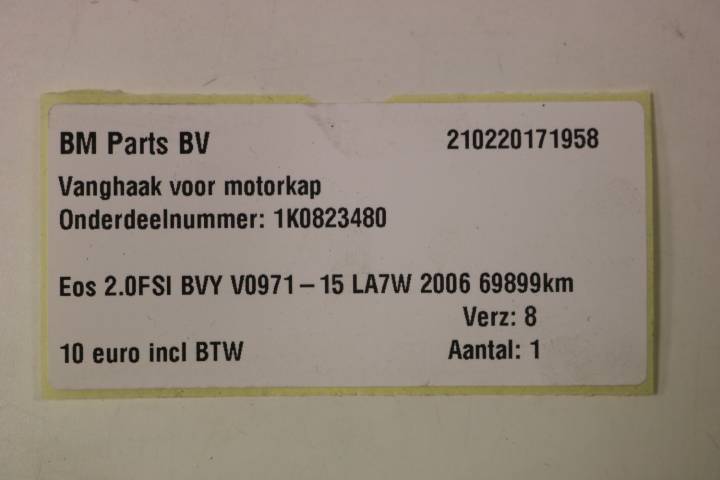 BM Parts BV 210220171958
Vanghaak voor motorkap
Onderdeelnummer: 1K0823480
Eos 2.0FSI BVY V0971-15 LA7W 2006 69899km
Verz: 8
10 euro incl BTW Aantal: 1